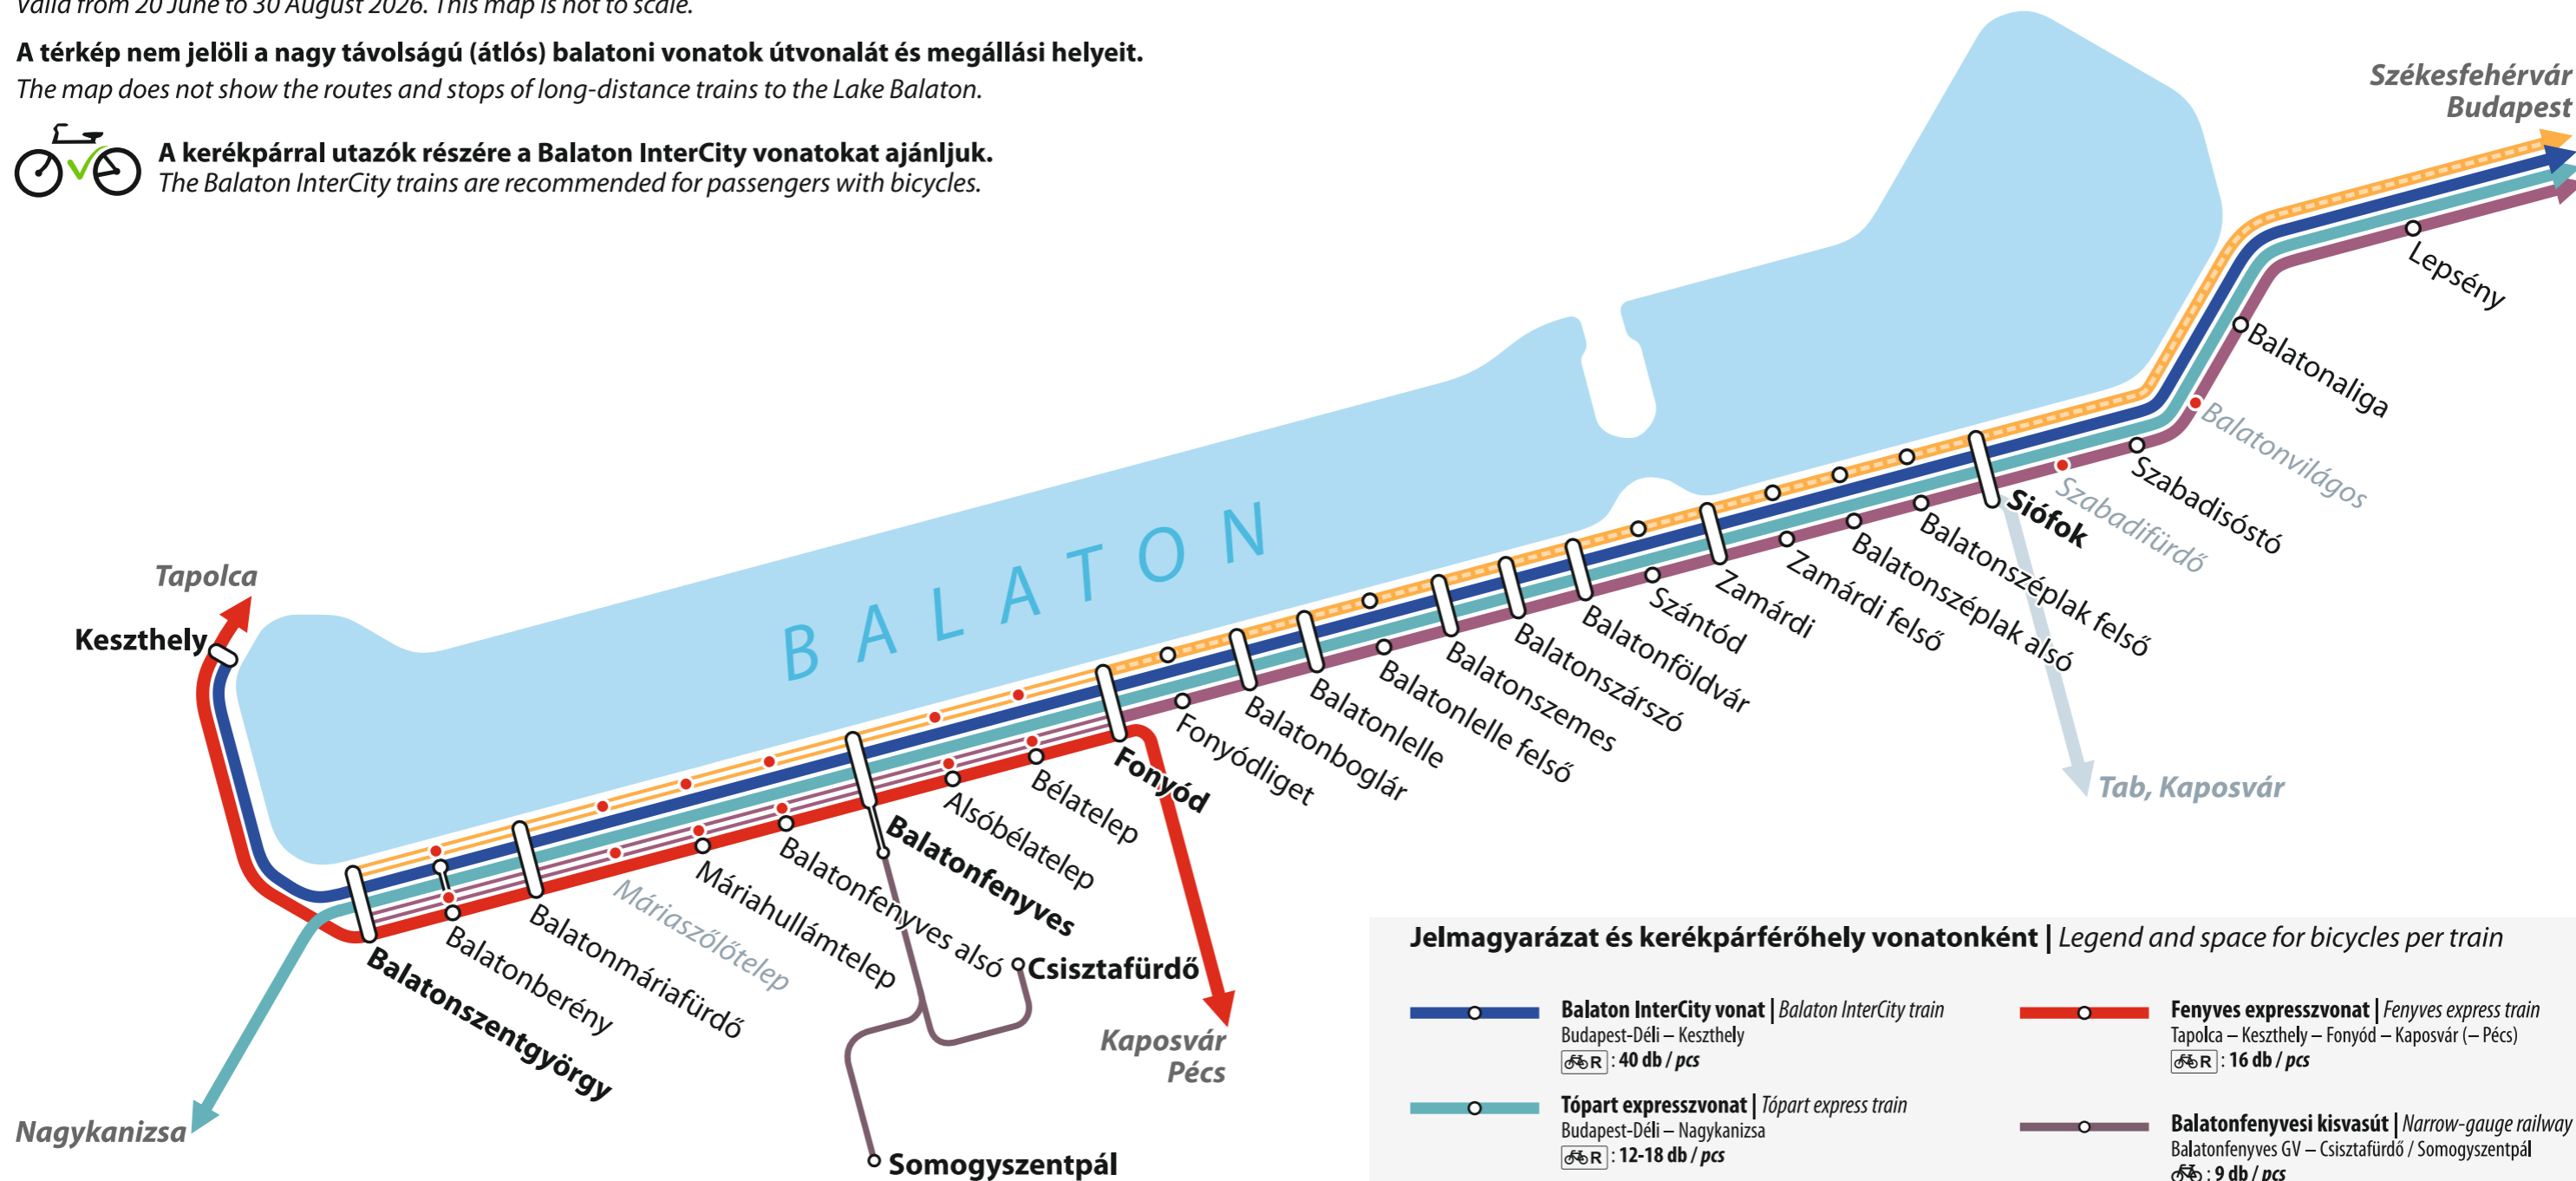 Valid from 20 June to 30 August 2026. This map is not to scale.
A térkép nem jelöli a nagy távolságú (átlós) balatoni vonatok útvonalát és megállási helyeit.
The map does not show the routes and stops of long-distance trains to the Lake Balaton.
A kerékpárral utazók részére a Balaton InterCity vonatokat ajánljuk.
The Balaton InterCity trains are recommended for passengers with bicycles.
Székesfehérvár
Budapest
Lepsény
Balatonaliga
Balatonvilágos
Szabadisóstó
Szabadifürdő
Siófok
Balatonszéplak felső
Balatonszéplak alsó
Zamárdi felső
Zamárdi
Szántód
Balatonföldvár
Balatonszárszó
Balatonszemes
Balatonlelle felső
Balatonlelle
Balatonboglár
Fonyódliget
Fonyód
Bélatelep
Alsóbélatelep
Balatonfenyves
Balatonfenyves alsó
Máriahullámtelep
Máriaszőlőtelep
Balatonmáriafürdő
Balatonberény
Balatonszentgyörgy
BALATON
Tapolca
Keszthely
Nagykanizsa
Csisztafürdő
Somogyszentpál
Kaposvár
Pécs
Tab, Kaposvár
Jelmagyarázat és kerékpárférőhely vonatonként | Legend and space for bicycles per train
Balaton InterCity vonat | Balaton InterCity train
Budapest-Déli – Keszthely
R : 40 db / pcs
Tópart expresszvonat | Tópart express train
Budapest-Déli – Nagykanizsa
R : 12-18 db / pcs
Fenyves expresszvonat | Fenyves express train
Tapolca – Keszthely – Fonyód – Kaposvár (– Pécs)
R : 16 db / pcs
Balatonfenyvesi kisvasút | Narrow-gauge railway
Balatonfenyves GV – Csisztafürdő / Somogyszentpál
: 9 db / pcs